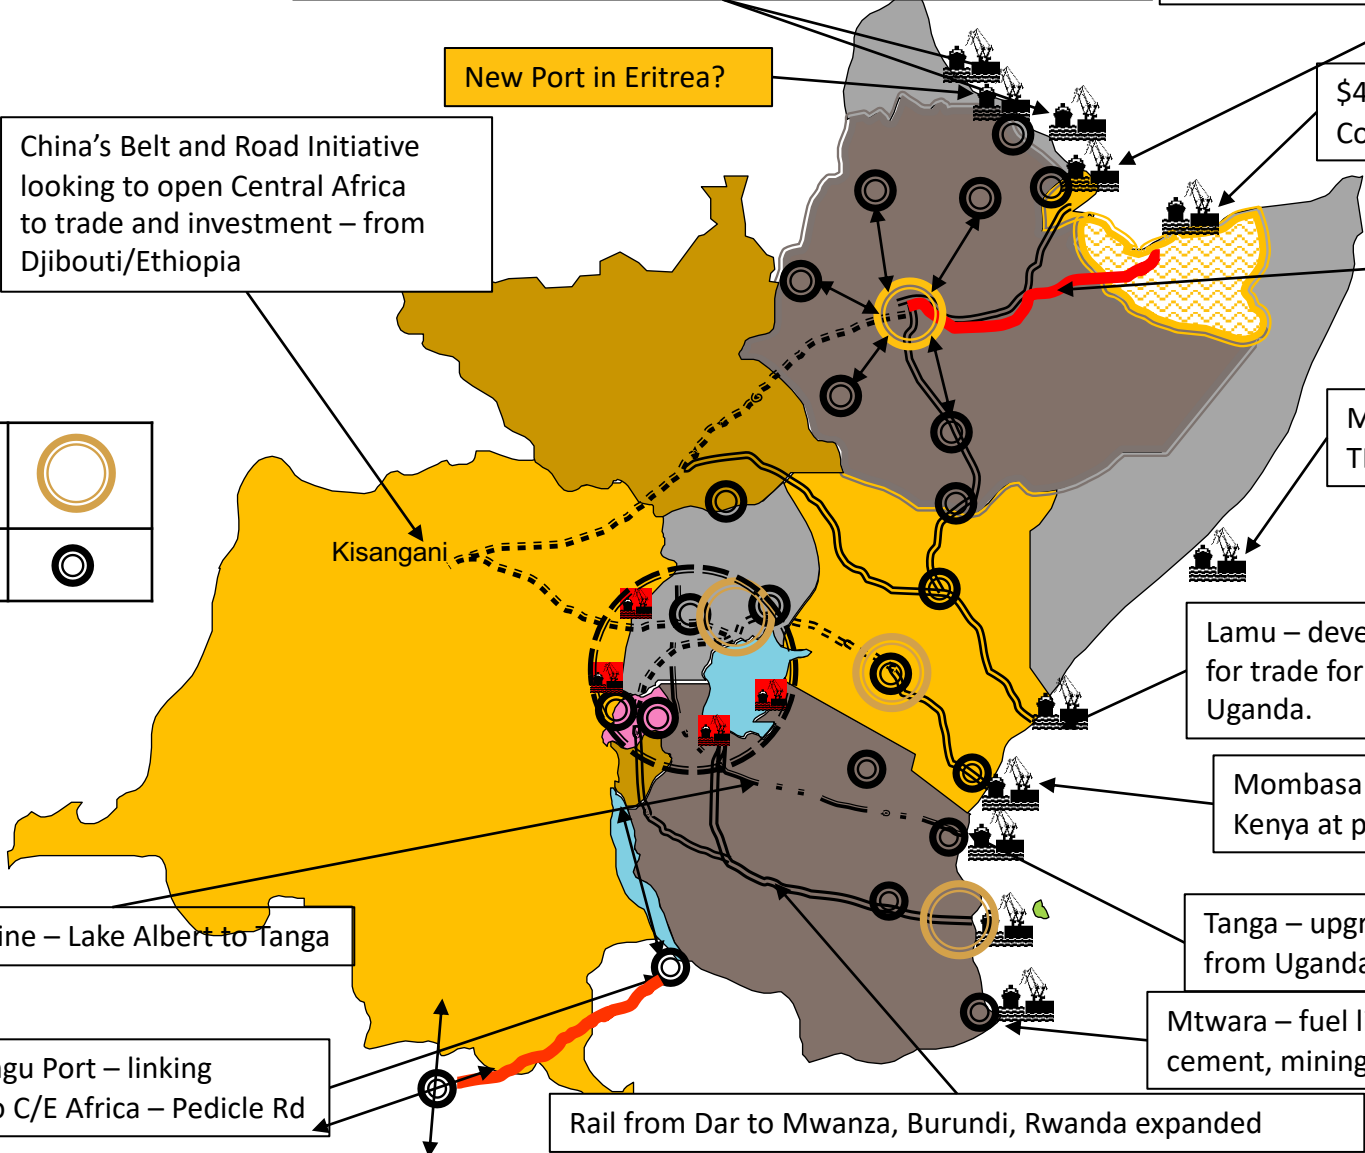 New Port in Eritrea?
$4
Co
China's Belt and Road Initiative
looking to open Central Africa
to trade and investment – from
Djibouti/Ethiopia
M
Kisangani
Lamu – deve
for trade for
Uganda.
Mombasa
Kenya at p
ine – Lake Albert to Tanga
Tanga – upgr
from Uganda
Mtwara – fuel l
cement, mining
gu Port – linking
C/E Africa – Pedicle Rd
Rail from Dar to Mwanza, Burundi, Rwanda expanded